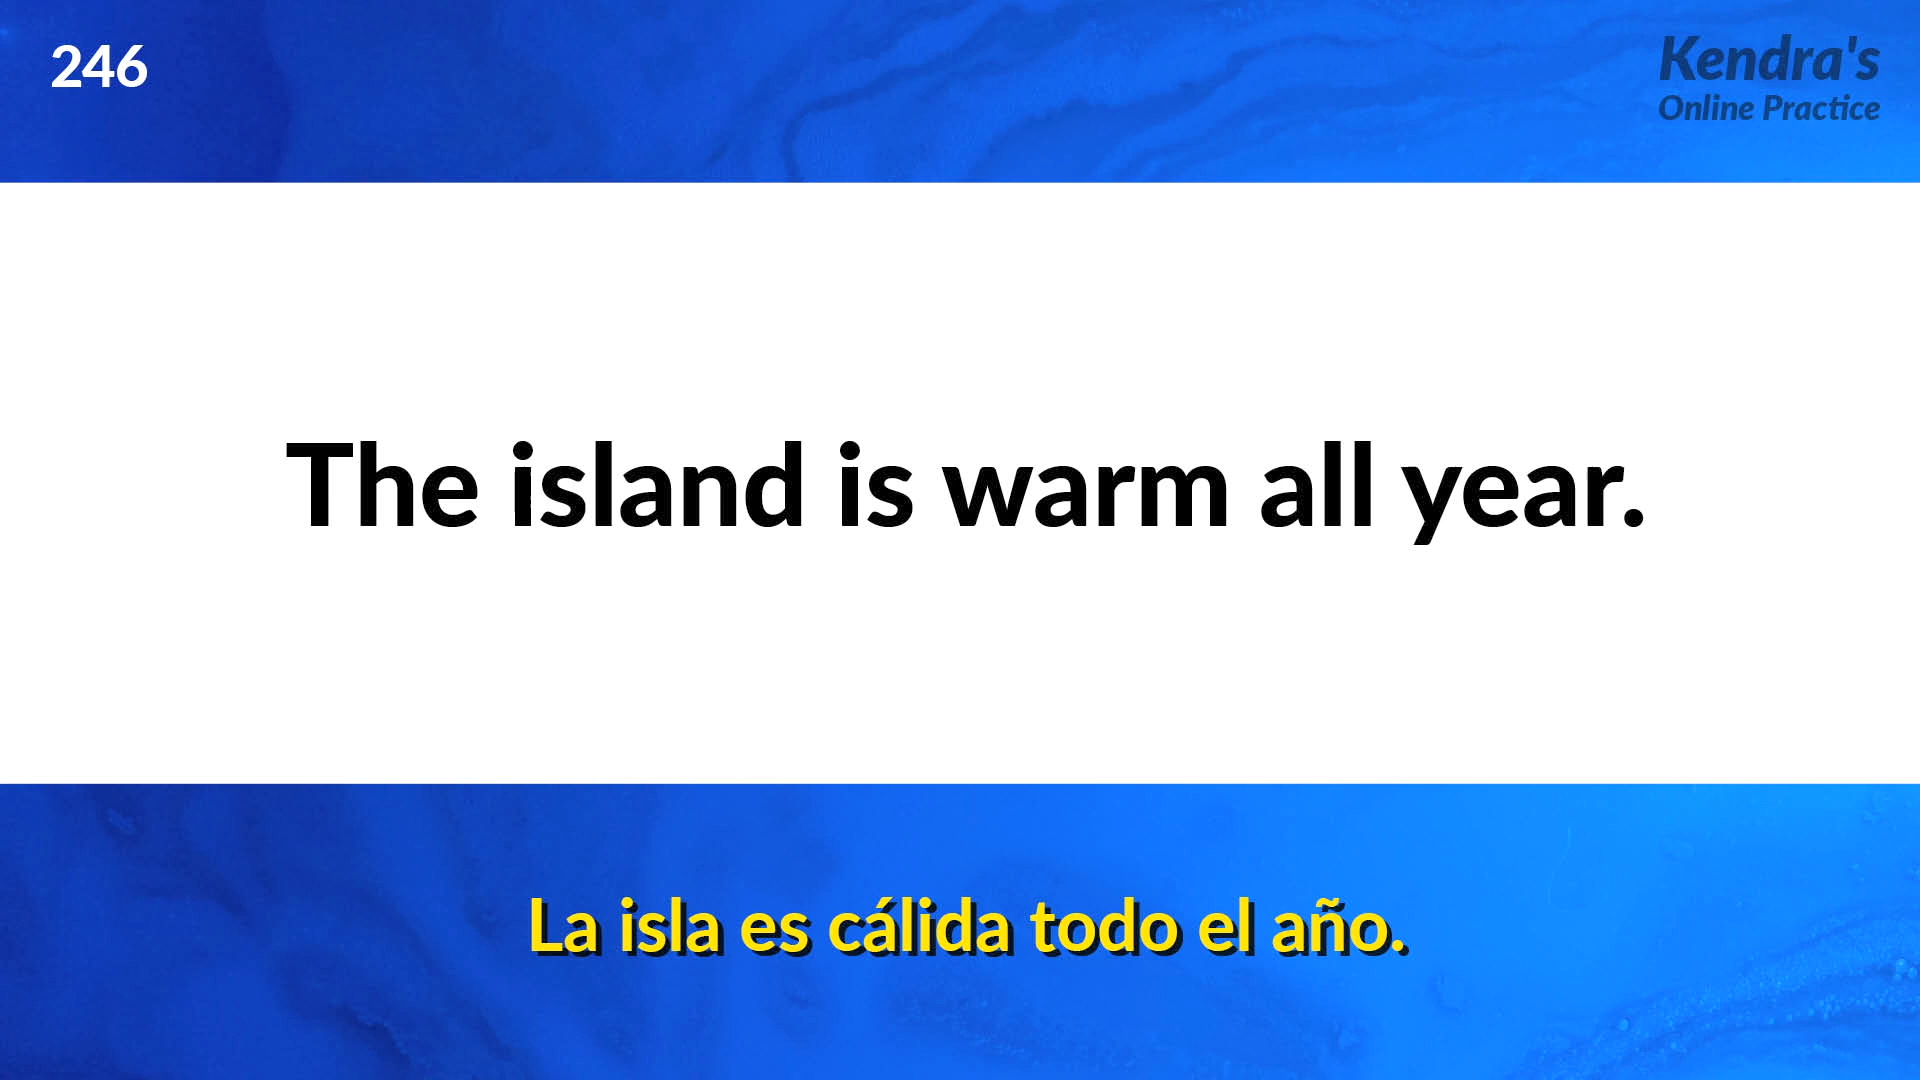 246
Kendra's
Online Practice
The island is warm all year.
La isla es cálida todo el año.